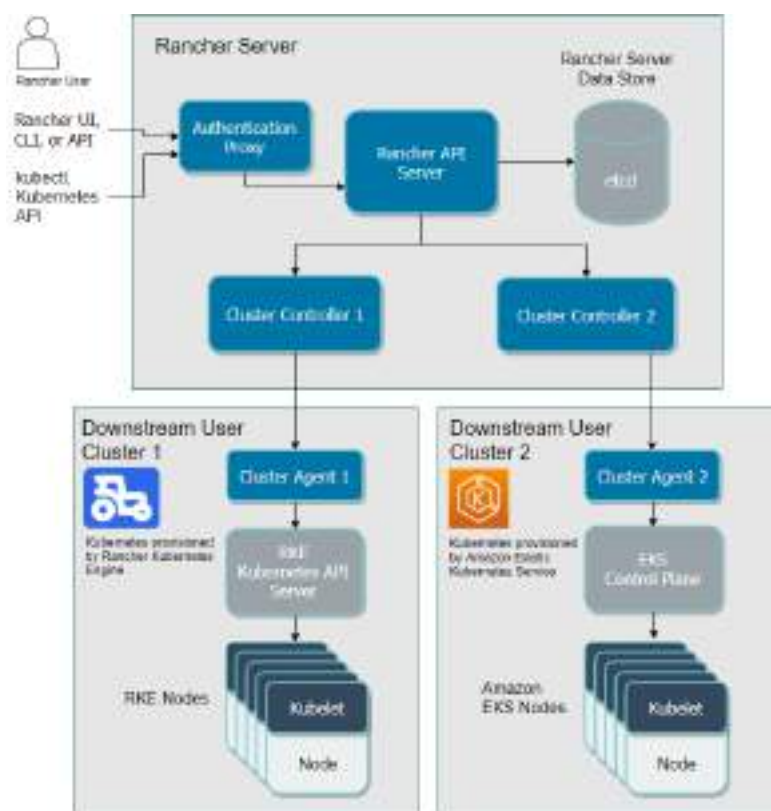 Rancher Server
Rancher User
Rancher UI,
CLI, or API
kubectl,
Kubernetes
API
Authentication
Proxy
Rancher API
Server
Rancher Server
Data Store
etcd
Cluster Controller 1
Cluster Controller 2
Downstream User
Cluster 1
Cluster Agent 1
Kubernetes provisioned
by Rancher Kubernetes
Engine
RKE
Kubernetes API
Server
RKE Nodes
Kubelet
Node
Downstream User
Cluster 2
K
Cluster Agent 2
Kubernetes provisioned
by Amazon Elastic
Kubernetes Service
EKS
Control Plane
Amazon
EKS Nodes
Kubelet
Node